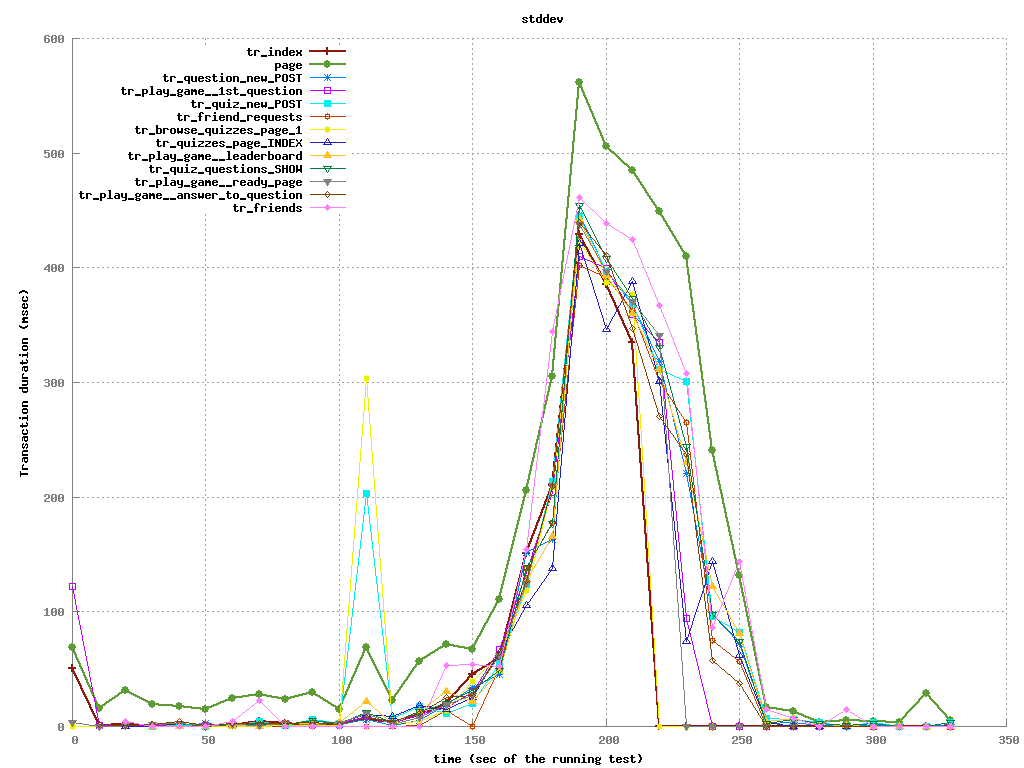 stddev
600
500
400
300
200
100
0
0
50
100
150
200
250
300
350
Transaction duration (msec)
time (sec of the running test)
tr_index
page
tr_question_new_POST
tr_play_game__1st_question
tr_quiz_new_POST
tr_friend_requests
tr_browse_quizzes_page_1
tr_quizzes_page_INDEX
tr_play_game__leaderboard
tr_quiz_questions_SHOW
tr_play_game__ready_page
tr_play_game__answer_to_question
tr_friends